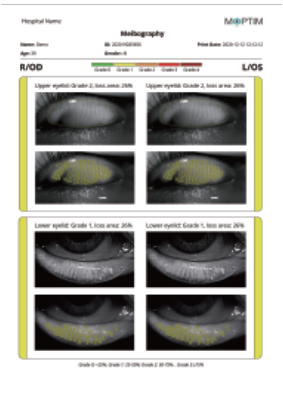 Hospital Name
MOPTIM
Meibography
Name: Demo
Print Date: 2020-12-12 12:12:12
Age: 31
Gender:
R/OD
Grade 0 Grade 1 Grade 2 Grade 3 Grade 4
L/OS
Upper eyelid: Grade 2, loss area: 26%
Upper eyelid: Grade 2, loss area: 26%
Lower eyelid: Grade 1, loss area: 26%
Lower eyelid: Grade 1, loss area: 26%